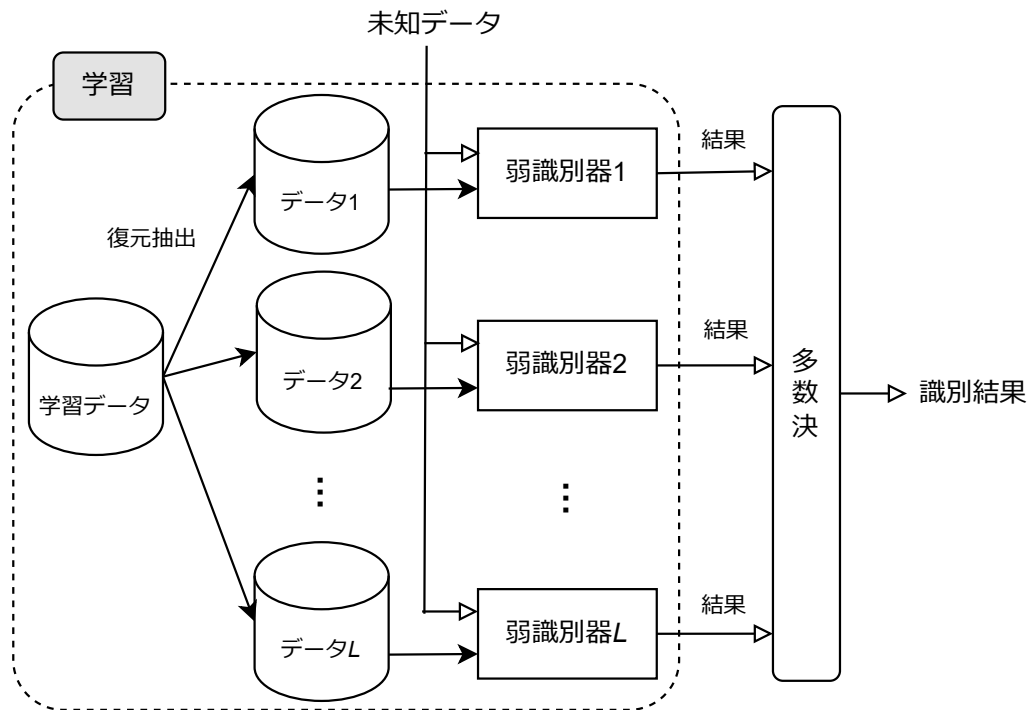 未知データ
学習
データ1
弱識別器1
結果
復元抽出
学習データ
データ2
弱識別器2
結果
多数決
識別結果
⋮
⋮
データL
弱識別器L
結果